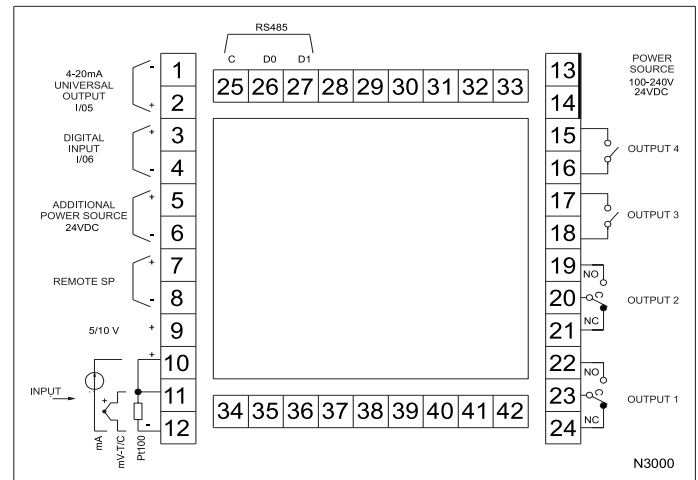 RS485
C D0 D1
4-20mA
UNIVERSAL
OUTPUT
I/05
-
+
1
2
DIGITAL
INPUT
I/06
+
-
3
4
ADDITIONAL
POWER SOURCE
24VDC
+
-
5
6
REMOTE SP
+
-
7
8
5/10 V
+
9
INPUT
+
+
-
10
11
12
mA
mV-T/C
Pt100
25 26 27 28 29 30 31 32 33
34 35 36 37 38 39 40 41 42
13
14
POWER
SOURCE
100-240V
24VDC
15
16
OUTPUT 4
17
18
OUTPUT 3
19
20
21
NO
C
NC
OUTPUT 2
22
23
24
NO
C
NC
OUTPUT 1
N3000